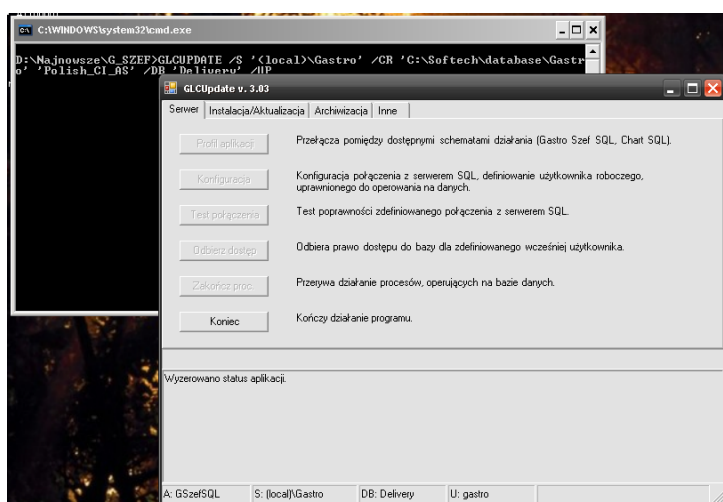 C:\WINDOWS\system32\cmd.exe
D:\Najnowsze\G_SZEF>GLCUPDATE /S '(local)\Gastro' /CR 'C:\Softech\database\Gastr
o' 'Polish_CI_AS' /DB 'Delivery' /UP
GLCUpdate v. 3.03
Serwer Instalacja/Aktualizacja Archiwizacja Inne
Profil aplikacji Przełącza pomiędzy dostępnymi schematami działania (Gastro Szef SQL, Chart SQL).
Konfiguracja Konfiguracja połączenia z serwerem SQL, definiowanie użytkownika roboczego,
uprawnionego do operowania na danych.
Test połączenia Test poprawności zdefiniowanego połączenia z serwerem SQL.
Odbierz dostęp Odbiera prawo dostępu do bazy dla zdefiniowanego wcześniej użytkownika.
Zakończ proc. Przerywa działanie procesów, operujących na bazie danych.
Koniec Kończy działanie programu.
Wyzerowano status aplikacji.
A: GSzefSQL S: (local)\Gastro DB: Delivery U: gastro